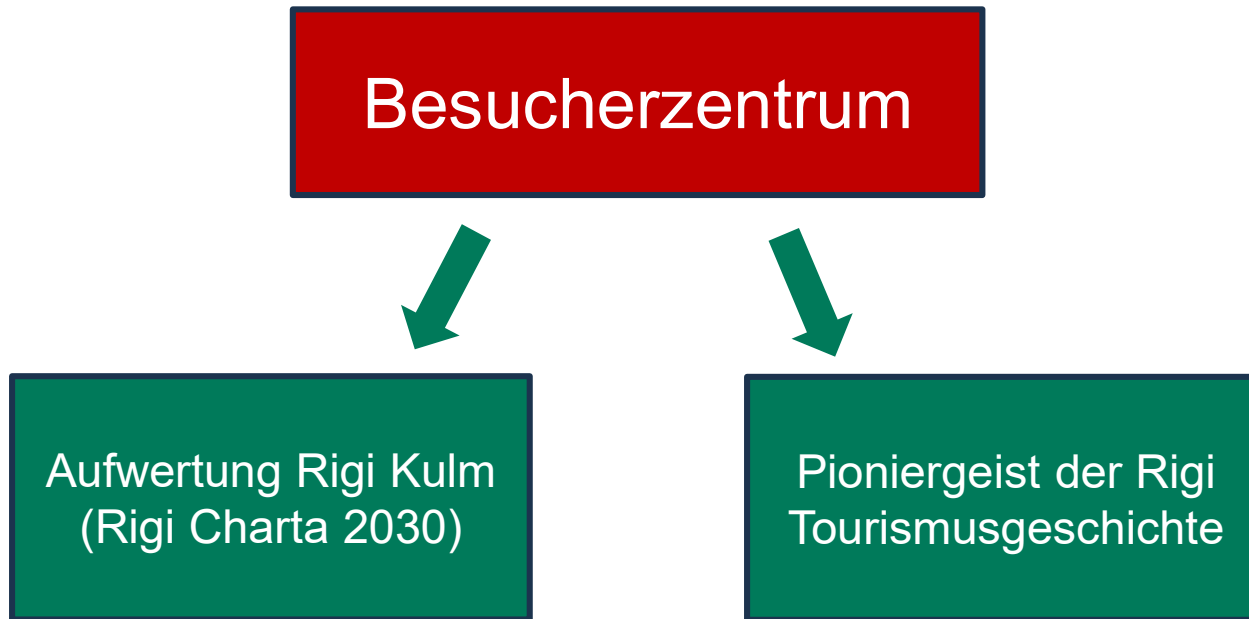 Besucherzentrum
Aufwertung Rigi Kulm
(Rigi Charta 2030)
Pioniergeist der Rigi
Tourismusgeschichte